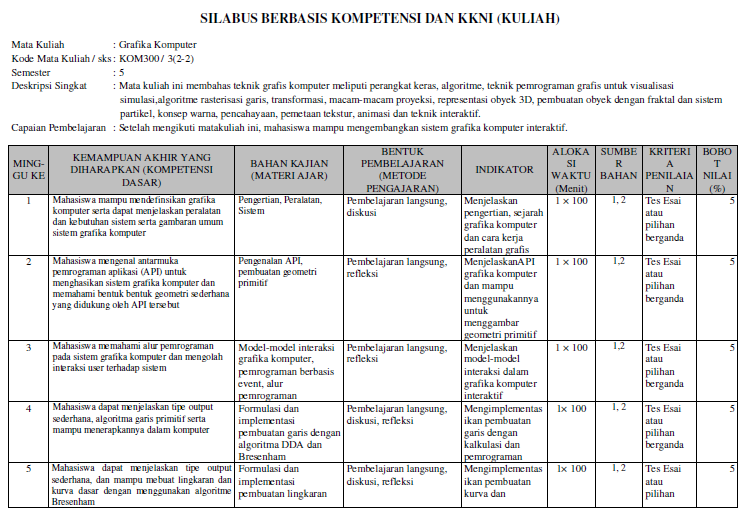 SILABUS BERBASIS KOMPETENSI DAN KKNI (KULIAH)
Mata Kuliah : Grafika Komputer
Kode Mata Kuliah / sks : KOM300 / 3(2-2)
Semester : 5
Deskripsi Singkat : Mata kuliah ini membahas teknik grafis komputer meliputi perangkat keras, algoritme, teknik pemrograman grafis untuk visualisasi
simulasi,algoritme rasterisasi garis, transformasi, macam-macam proyeksi, representasi obyek 3D, pembuatan obyek dengan fraktal dan sistem
partikel, konsep warna, pencahayaan, pemetaan tekstur, animasi dan teknik interaktif.
Capaian Pembelajaran : Setelah mengikuti matakuliah ini, mahasiswa mampu mengembangkan sistem grafika komputer interaktif.
MING-
GU KE
KEMAMPUAN AKHIR YANG
DIHARAPKAN (KOMPETENSI
DASAR)
BAHAN KAJIAN
(MATERI AJAR)
BENTUK
PEMBELAJARAN
(METODE
PENGAJARAN)
INDIKATOR
ALOKA
SI
WAKTU
(Menit)
SUMBE
R
BAHAN
KRITERI
A
PENILAIA
N
BOBO
T
NILAI
(%)
1
Mahasiswa mampu mendefinsikan grafika
komputer serta dapat menjelaskan peralatan
dan kebutuhan sistem serta gambaran umum
sistem grafika komputer
Pengertian, Peralatan,
Sistem
Pembelajaran langsung,
diskusi
Menjelaskan
pengertian, sejarah
grafika komputer
dan cara kerja
peralatan grafis
1 × 100
1, 2
Tes Esai
atau
pilihan
berganda
5
2
Mahasiswa mengenal antarmuka
pemrograman aplikasi (API) untuk
menghasikan sistem grafika komputer dan
memahami bentuk bentuk geometri sederhana
yang didukung oleh API tersebut
Pengenalan API,
pembuatan geometri
primitif
Pembelajaran langsung,
refleksi
MenjelaskanAPI
grafika komputer
dan mampu
menggunakannya
untuk
menggambar
geometri primitif
1 × 100
1,2
Tes Esai
atau
pilihan
berganda
5
3
Mahasiswa memahami alur pemrograman
pada sistem grafika komputer dan mengolah
interaksi user terhadap sistem
Model-model interaksi
grafika komputer,
pemrograman berbasis
event, alur
pemrograman
Pembelajaran langsung,
refleksi
Menjelaskan
model-model
interaksi dalam
grafika komputer
interaktif
1 × 100
1,2
Tes Esai
atau
pilihan
berganda
5
4
Mahasiswa dapat menjelaskan tipe output
sederhana, algoritma garis primitif serta
mampu menerapkannya dalam komputer
Formulasi dan
implementasi
pembuatan garis dengan
algoritma DDA dan
Bresenham
Pembelajaran langsung,
diskusi, refleksi
Mengimplementas
ikan pembuatan
garis dengan
kalkulasi dan
pemrograman
1× 100
1, 2
Tes Esai
atau
pilihan
berganda
5
5
Mahasiswa dapat menjelaskan tipe output
sederhana, dan mampu mebuat lingkaran dan
kurva dasar dengan menggunakan algoritme
Bresenham
Formulasi dan
implementasi
pembuatan lingkaran
Pembelajaran langsung,
diskusi, refleksi
Mengimplementas
ikan pembuatan
kurva dan
1× 100
1, 2
Tes Esai
atau
pilihan
5